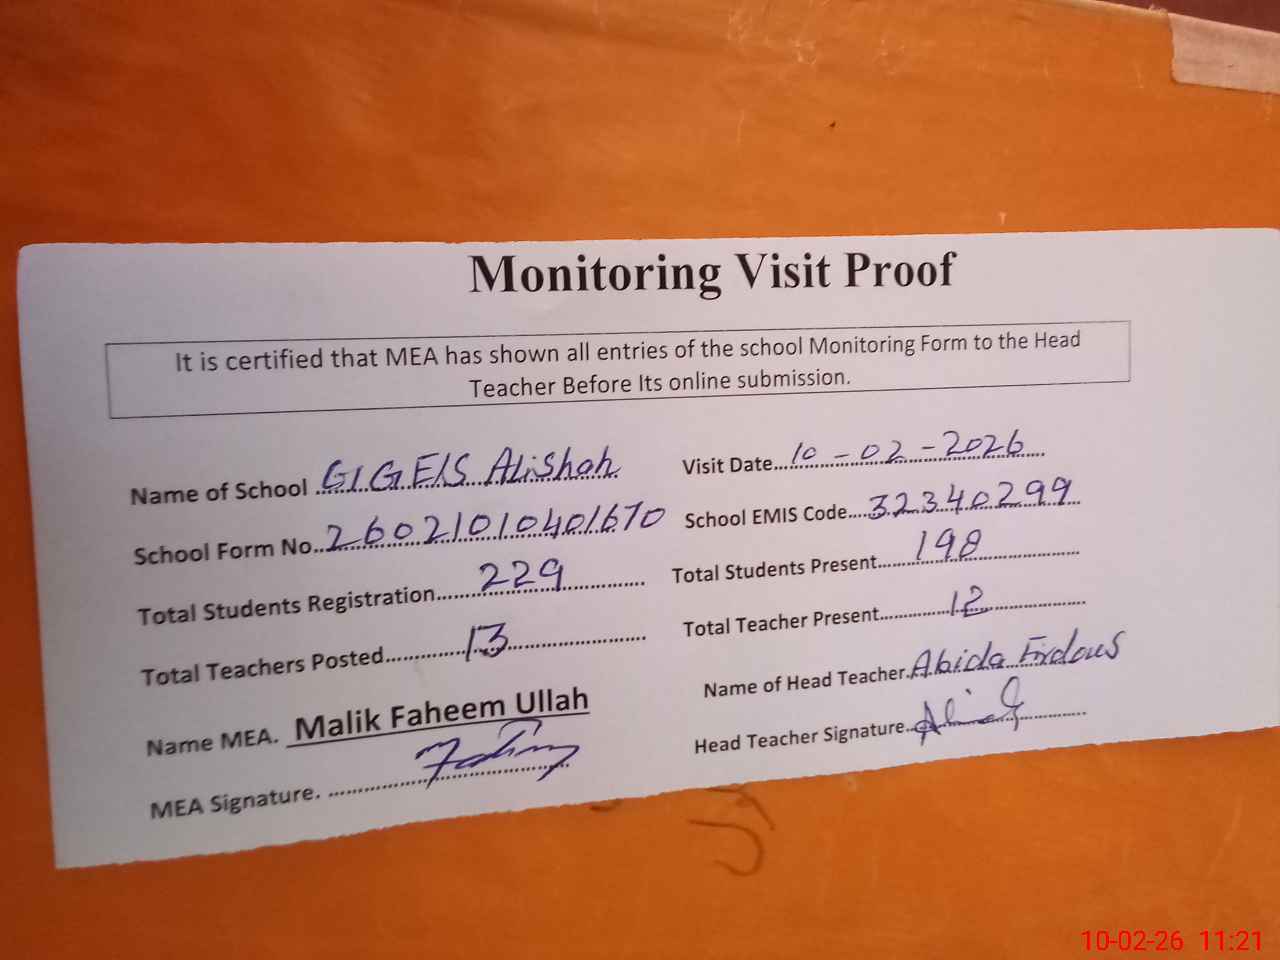 Monitoring Visit Proof
It is certified that MEA has shown all entries of the school Monitoring Form to the Head
Teacher Before Its online submission.
Name of School GIGEIS Alishah
Visit Date 10-02-2026
School Form No. 26021010401670
School EMIS Code 32340299
Total Students Registration 229
Total Students Present 198
Total Teachers Posted 13
Total Teacher Present 12
Name MEA. Malik Faheem Ullah
Name of Head Teacher. Abida Firdous
MEA Signature.
Head Teacher Signature.
10-02-26 11:21